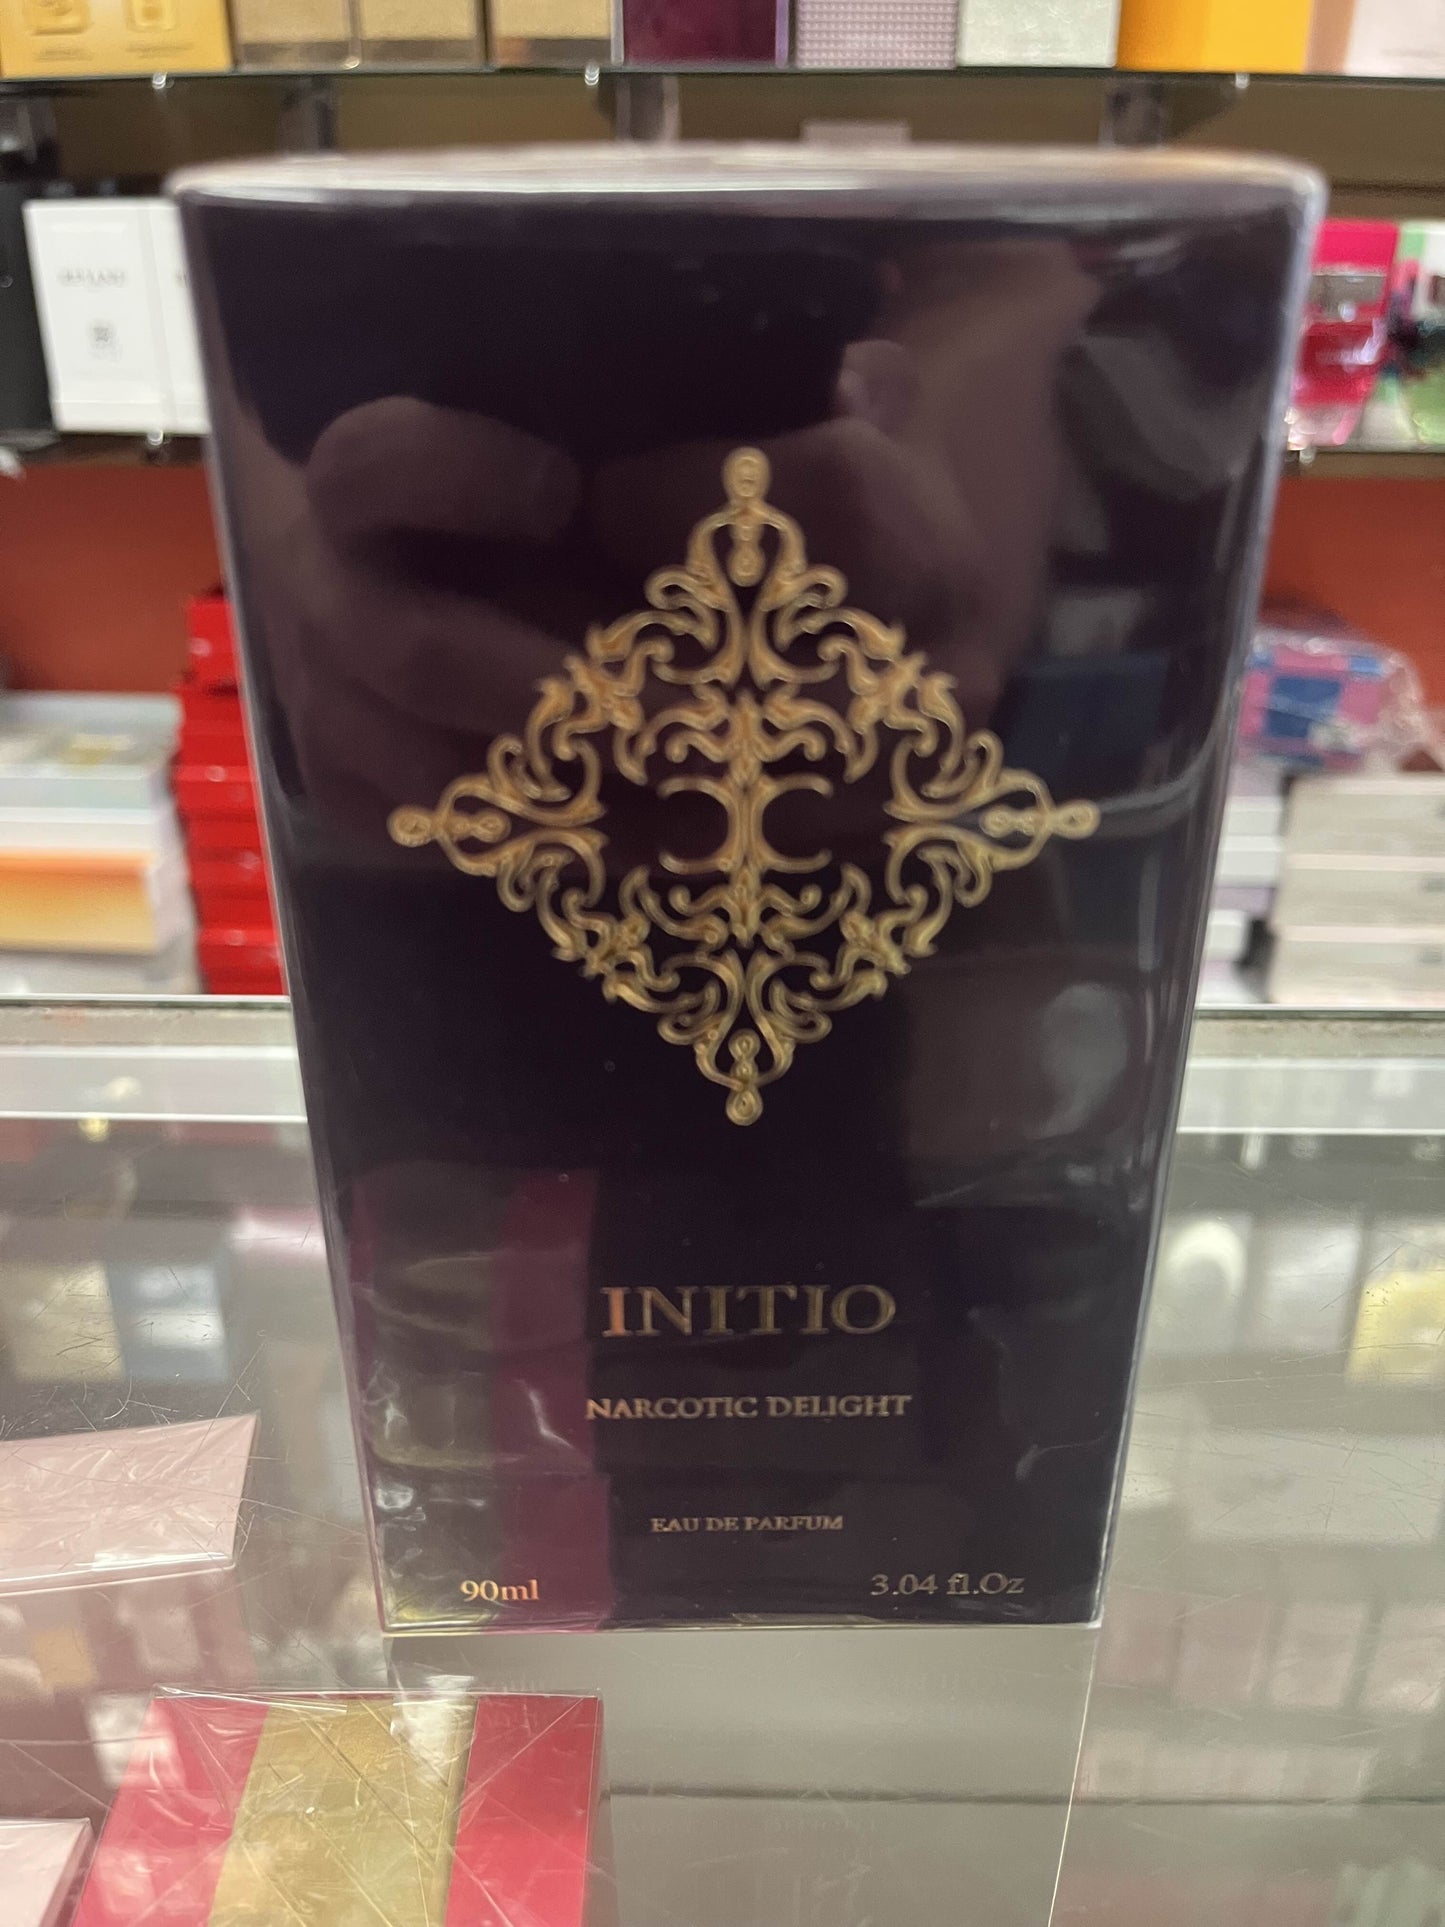 INITIO
NARCOTIC DELIGHT
EAU DE PARFUM
90ml
3.04 fl.Oz